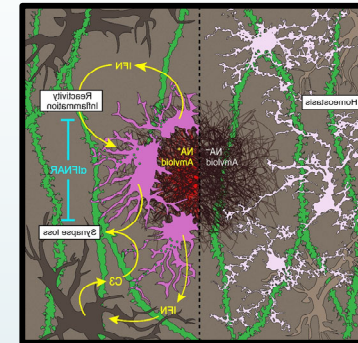 IFN
Reactivity
Inflammation
Homeostasis
NA⁺
Amyloid
NA⁻
Amyloid
αIFNAR
Synapse loss
C3
IFN